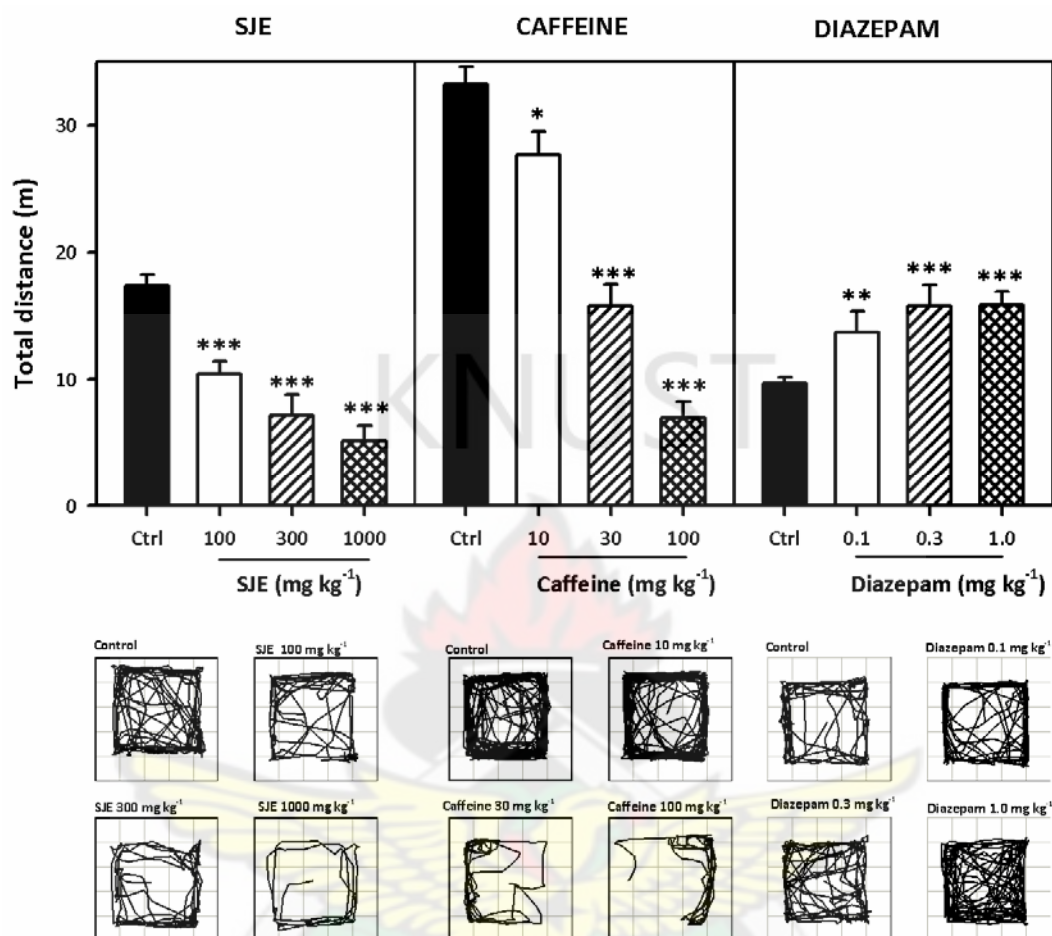 SJE CAFFEINE DIAZEPAM
Total distance (m)
30
20
10
0
*** *** ***
* *** ***
** *** ***
KNUST
Ctrl 100 300 1000 Ctrl 10 30 100 Ctrl 0.1 0.3 1.0
SJE (mg kg⁻¹) Caffeine (mg kg⁻¹) Diazepam (mg kg⁻¹)
Control SJE 100 mg kg⁻¹ Control Caffeine 10 mg kg⁻¹ Control Diazepam 0.1 mg kg⁻¹
SJE 300 mg kg⁻¹ SJE 1000 mg kg⁻¹ Caffeine 30 mg kg⁻¹ Caffeine 100 mg kg⁻¹ Diazepam 0.3 mg kg⁻¹ Diazepam 1.0 mg kg⁻¹